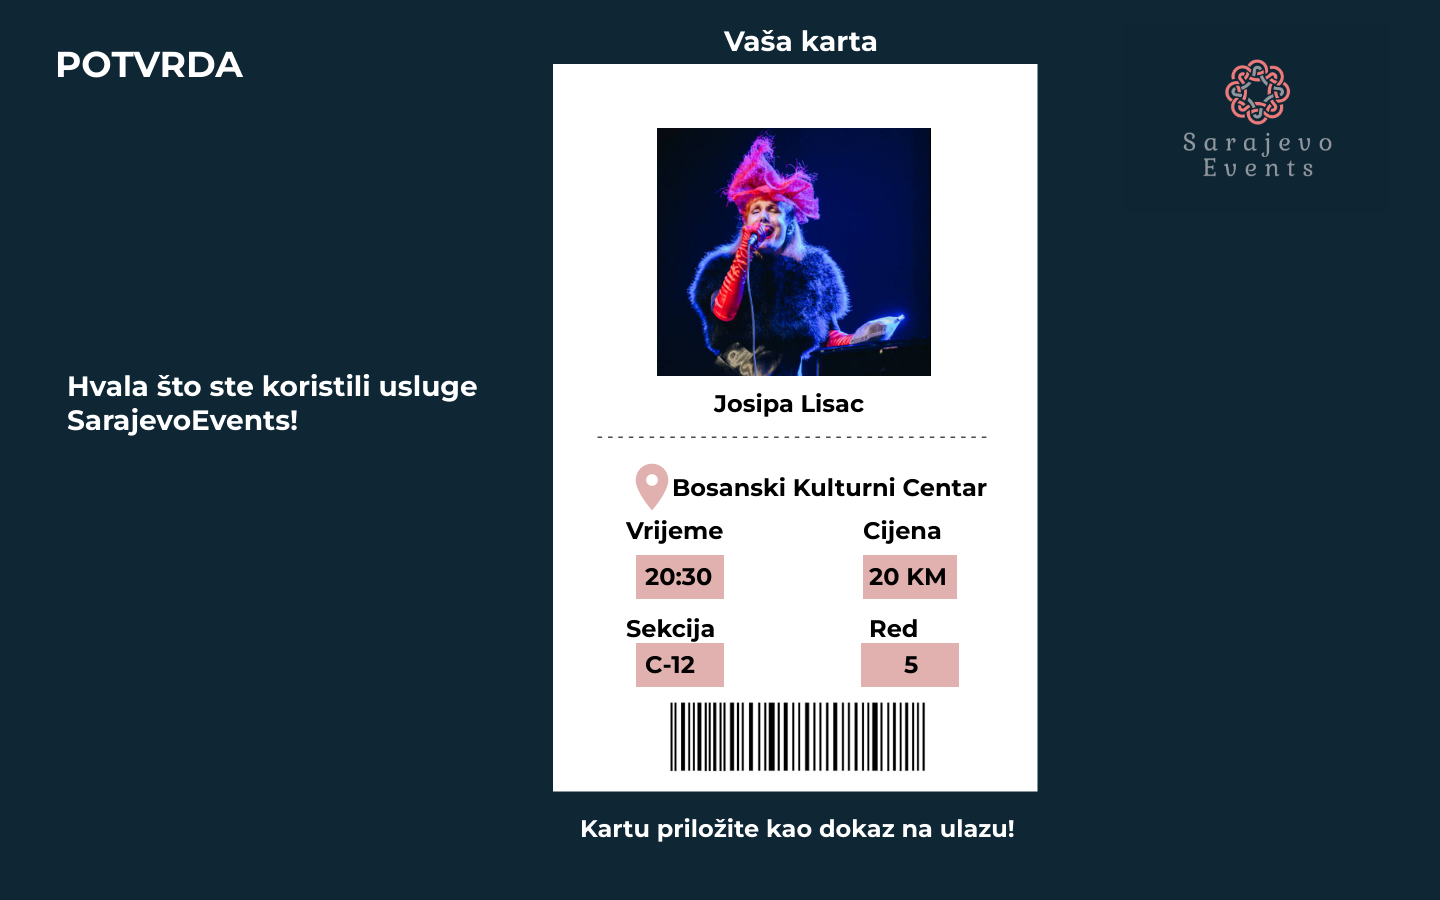 POTVRDA
Vaša karta
Sarajevo
Events
Hvala što ste koristili usluge
SarajevoEvents!
Josipa Lisac
Bosanski Kulturni Centar
Vrijeme
Cijena
20:30
20 KM
Sekcija
Red
C-12
5
Kartu priložite kao dokaz na ulazu!